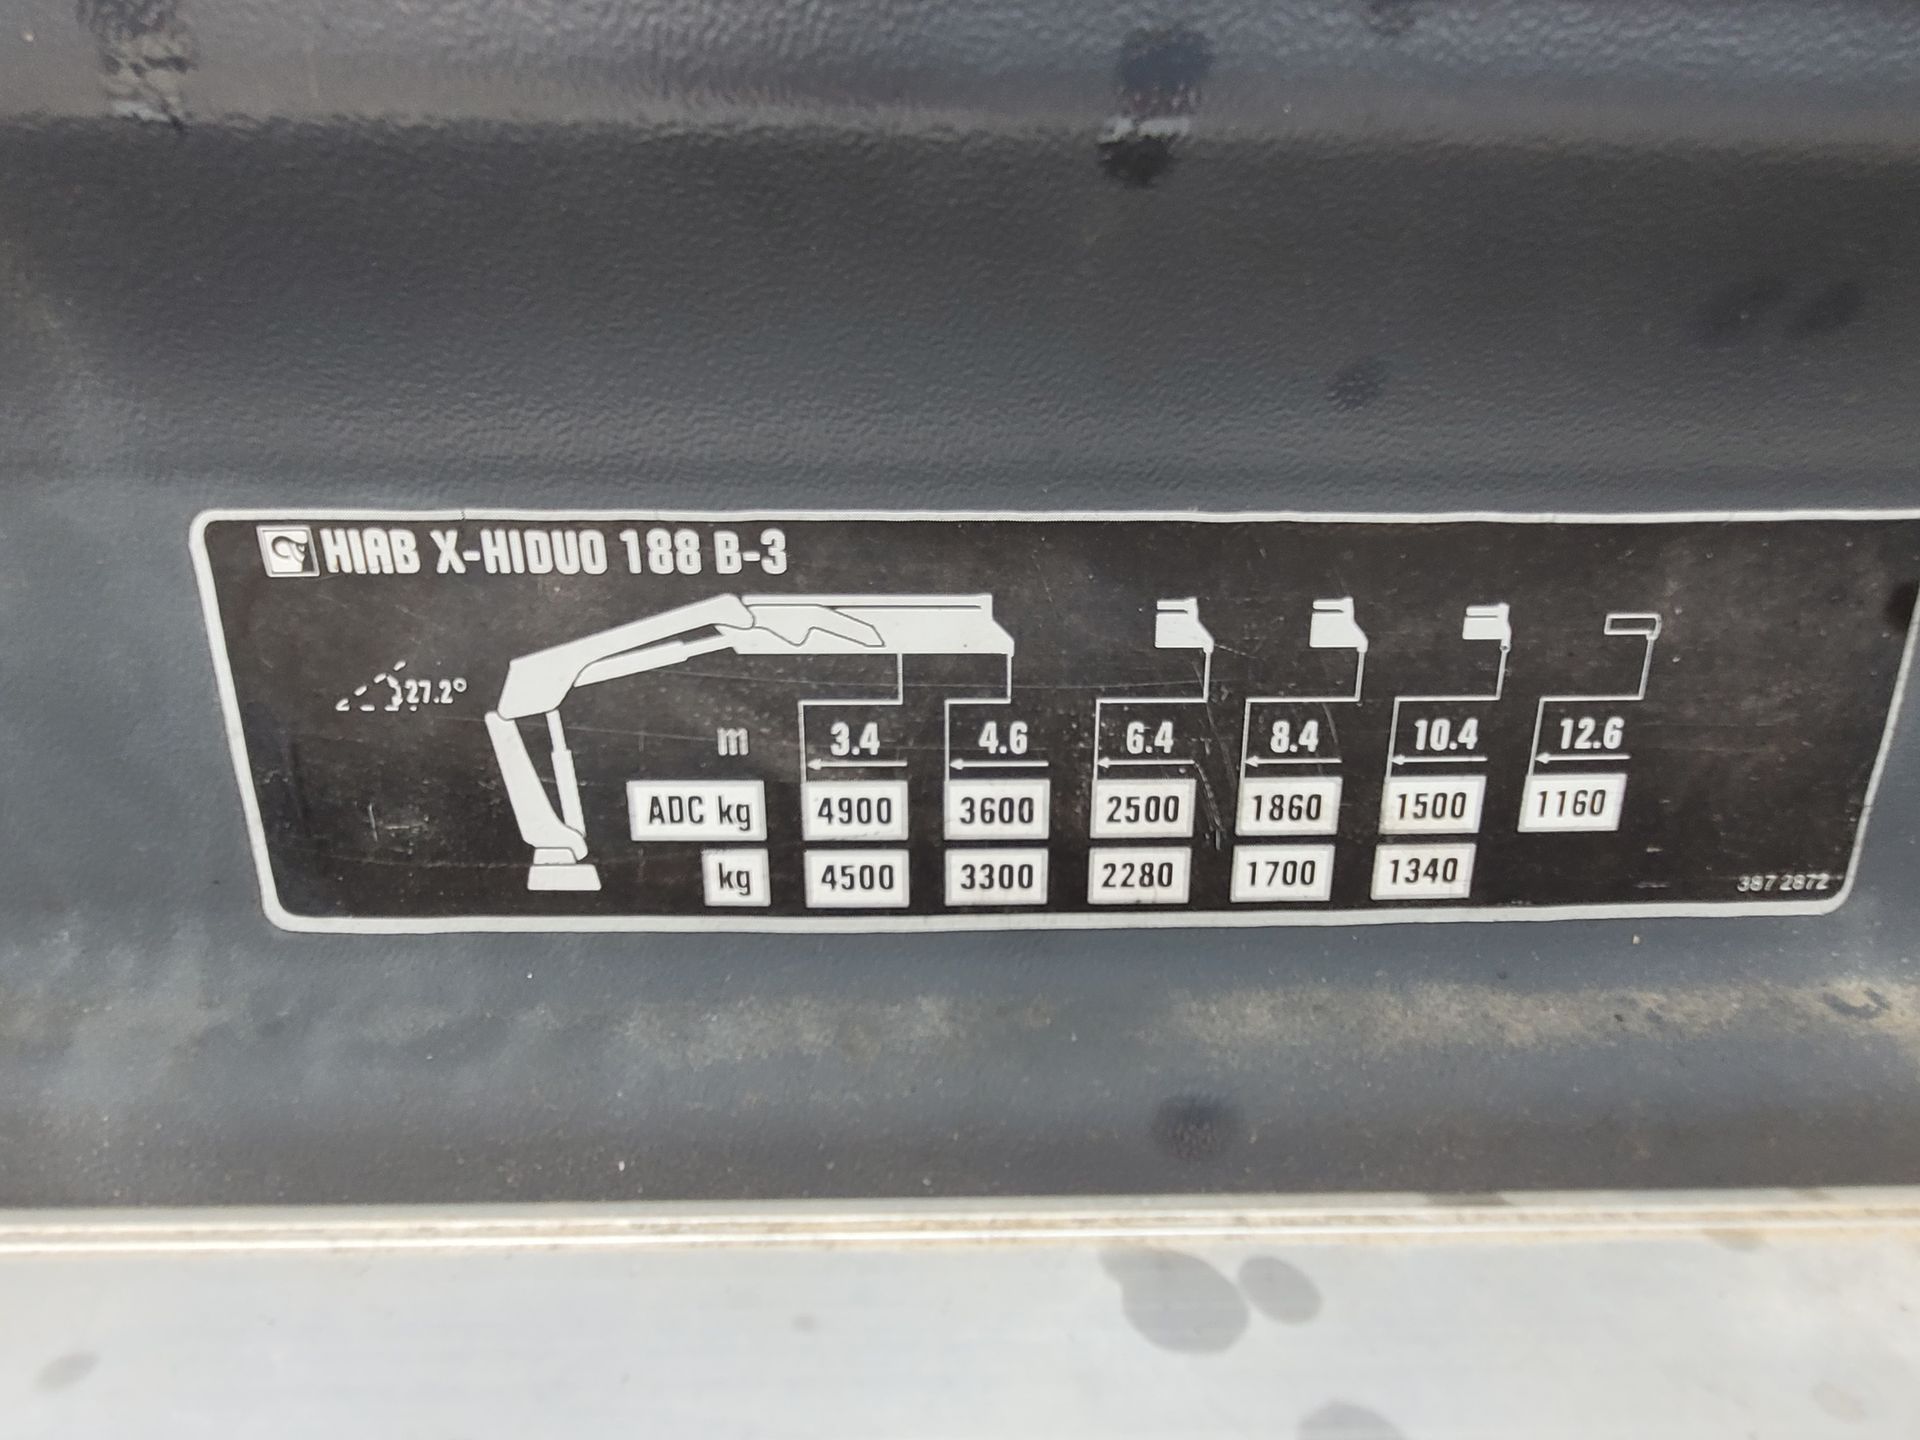 HIAB X-HIDUO 188 B-3
27.2°
m 3.4 4.6 6.4 8.4 10.4 12.6
ADC kg 4900 3600 2500 1860 1500 1160
kg 4500 3300 2280 1700 1340
387 2872